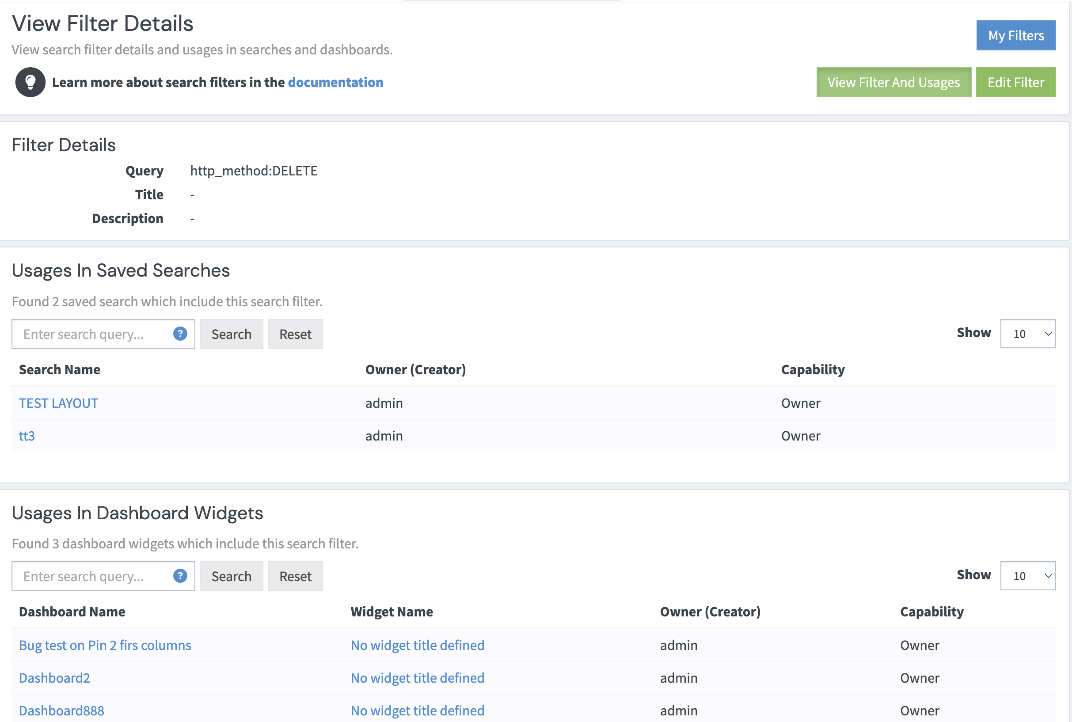 View Filter Details
View search filter details and usages in searches and dashboards.
My Filters
Learn more about search filters in the documentation
View Filter And Usages
Edit Filter
Filter Details
Query http_method:DELETE
Title -
Description -
Usages In Saved Searches
Found 2 saved search which include this search filter.
Enter search query... ? Search Reset Show 10
Search Name Owner (Creator) Capability
TEST LAYOUT admin Owner
tt3 admin Owner
Usages In Dashboard Widgets
Found 3 dashboard widgets which include this search filter.
Enter search query... ? Search Reset Show 10
Dashboard Name Widget Name Owner (Creator) Capability
Bug test on Pin 2 firs columns No widget title defined admin Owner
Dashboard2 No widget title defined admin Owner
Dashboard888 No widget title defined admin Owner